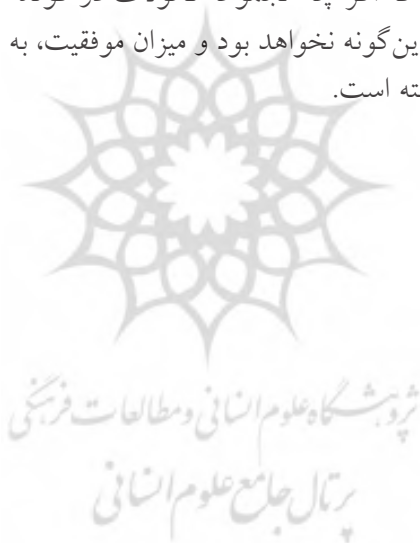 ین‌گونه نخواهد بود و میزان موفقیت، به
ته است.
پژوهشگاه علوم انسانی و مطالعات فرهنگی
پرتال جامع علوم انسانی